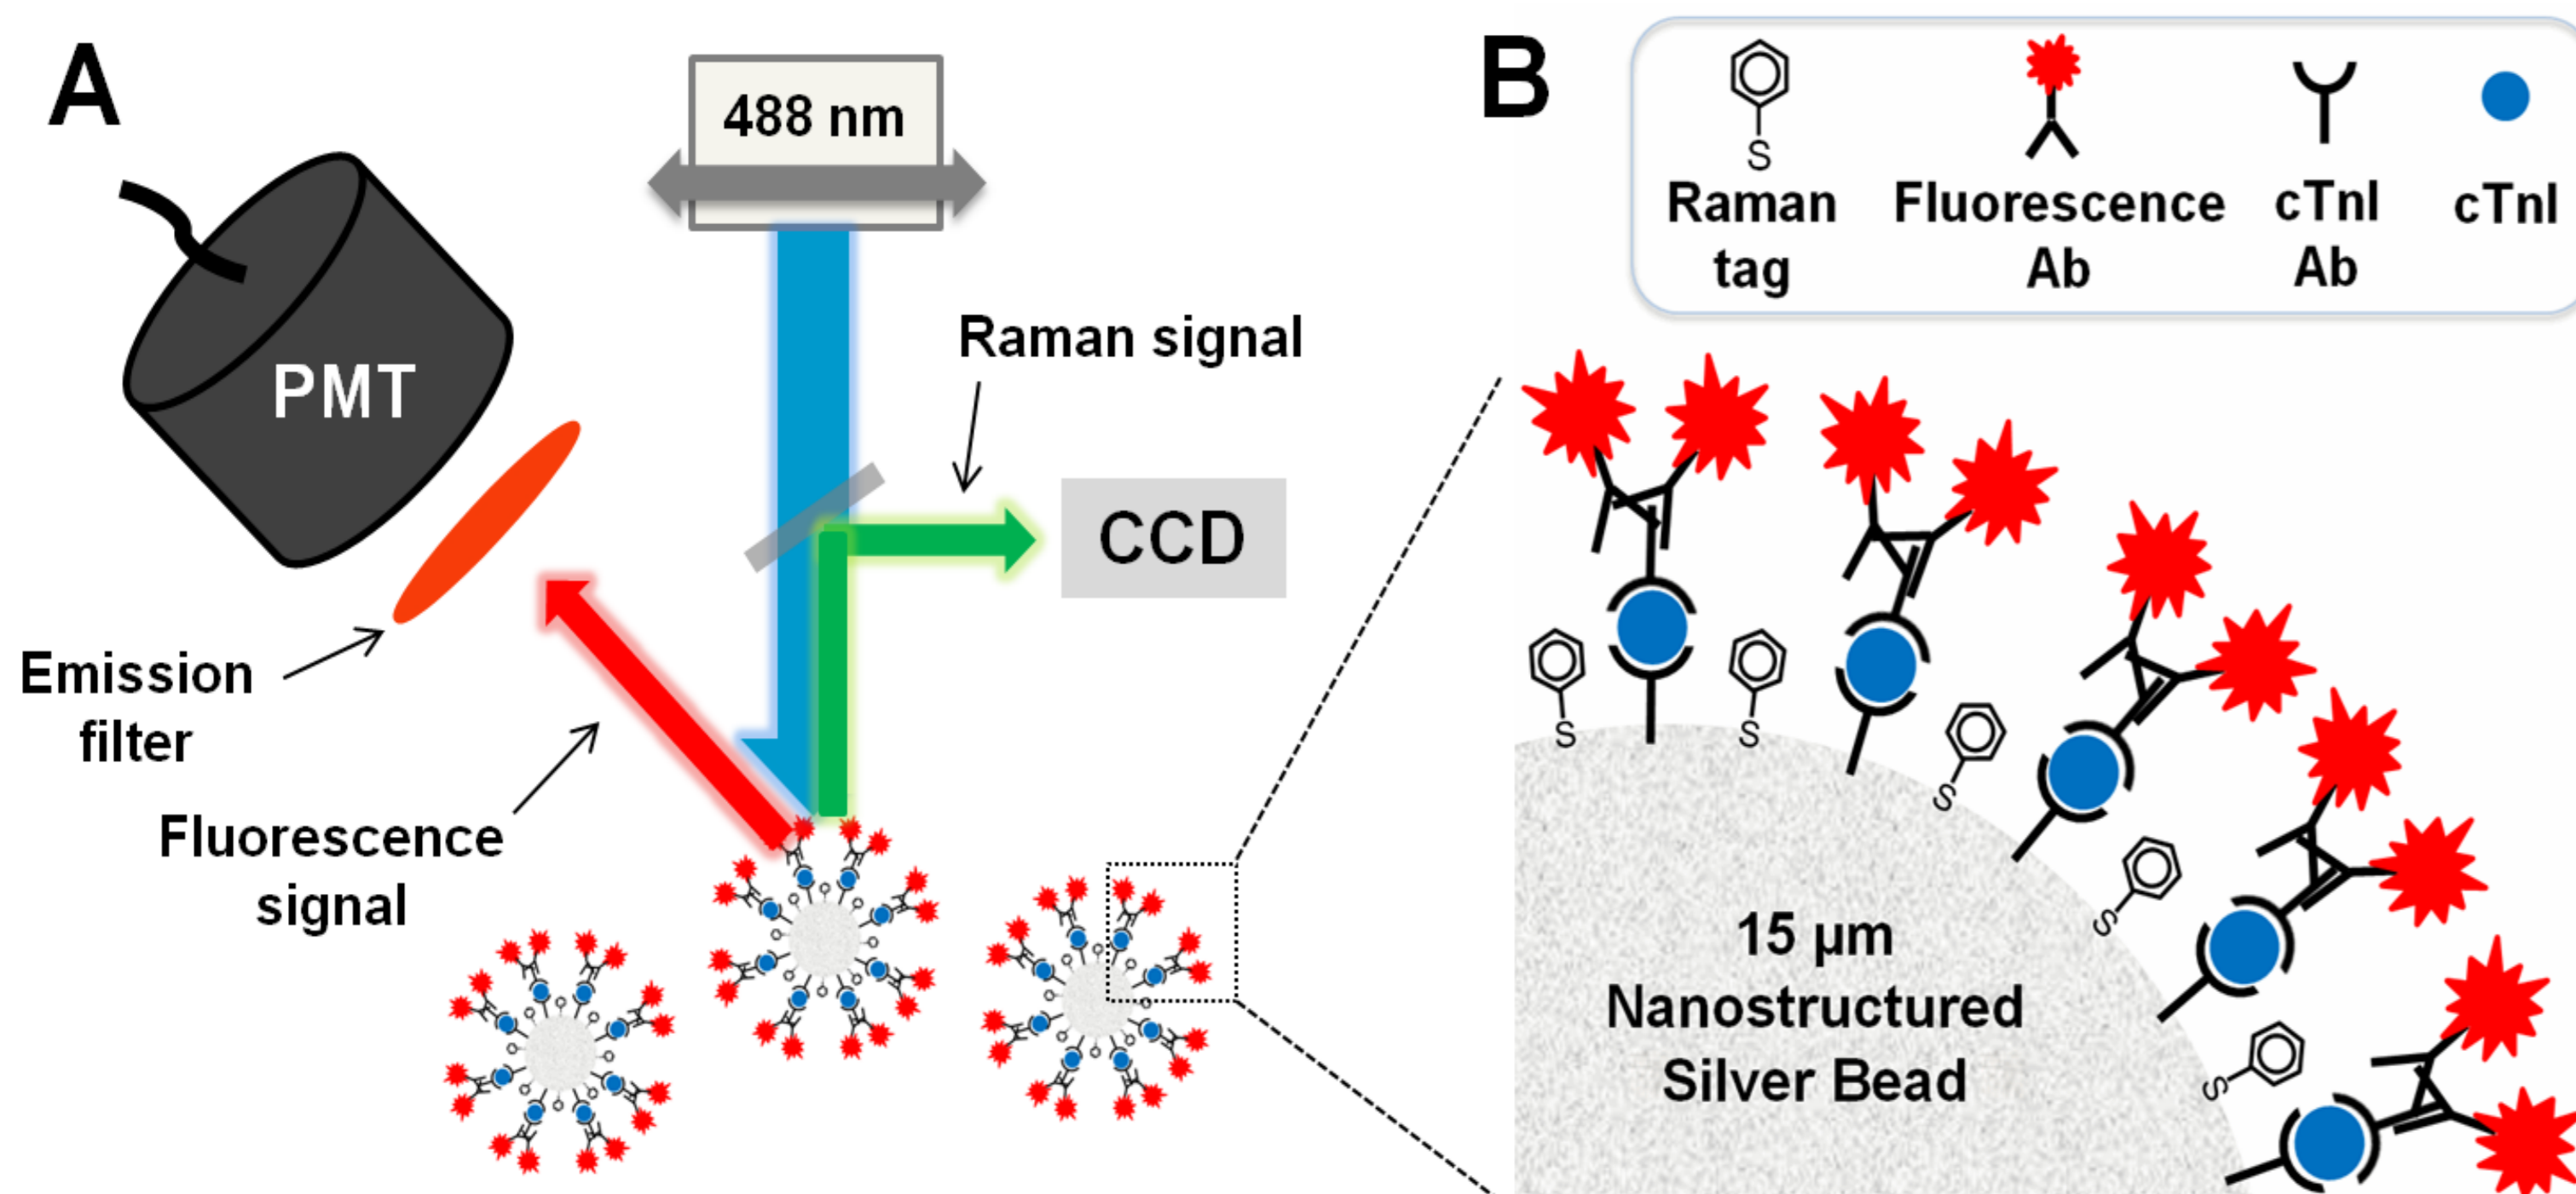 A
488 nm
PMT
Raman signal
CCD
Emission
filter
Fluorescence
signal
B
S
Raman
tag
Fluorescence
Ab
cTnI
Ab
cTnI
S
S
S
S
S
15 µm
Nanostructured
Silver Bead